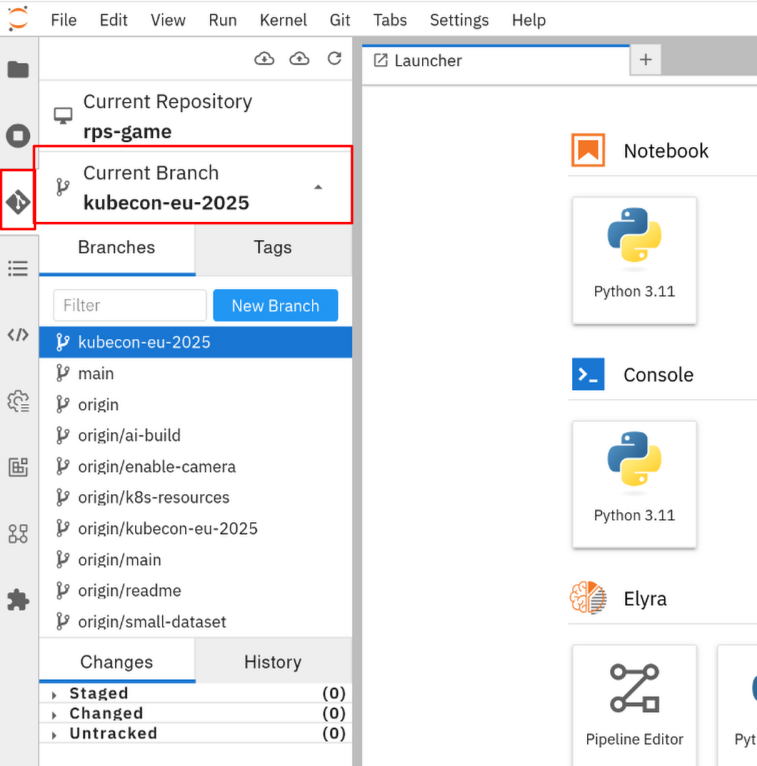 File Edit View Run Kernel Git Tabs Settings Help
Launcher
Current Repository
rps-game
Current Branch
kubecon-eu-2025
Branches Tags
Filter New Branch
kubecon-eu-2025
main
origin
origin/ai-build
origin/enable-camera
origin/k8s-resources
origin/kubecon-eu-2025
origin/main
origin/readme
origin/small-dataset
Changes History
Staged (0)
Changed (0)
Untracked (0)
Notebook
Python 3.11
Console
Python 3.11
Elyra
Pipeline Editor
Pyt